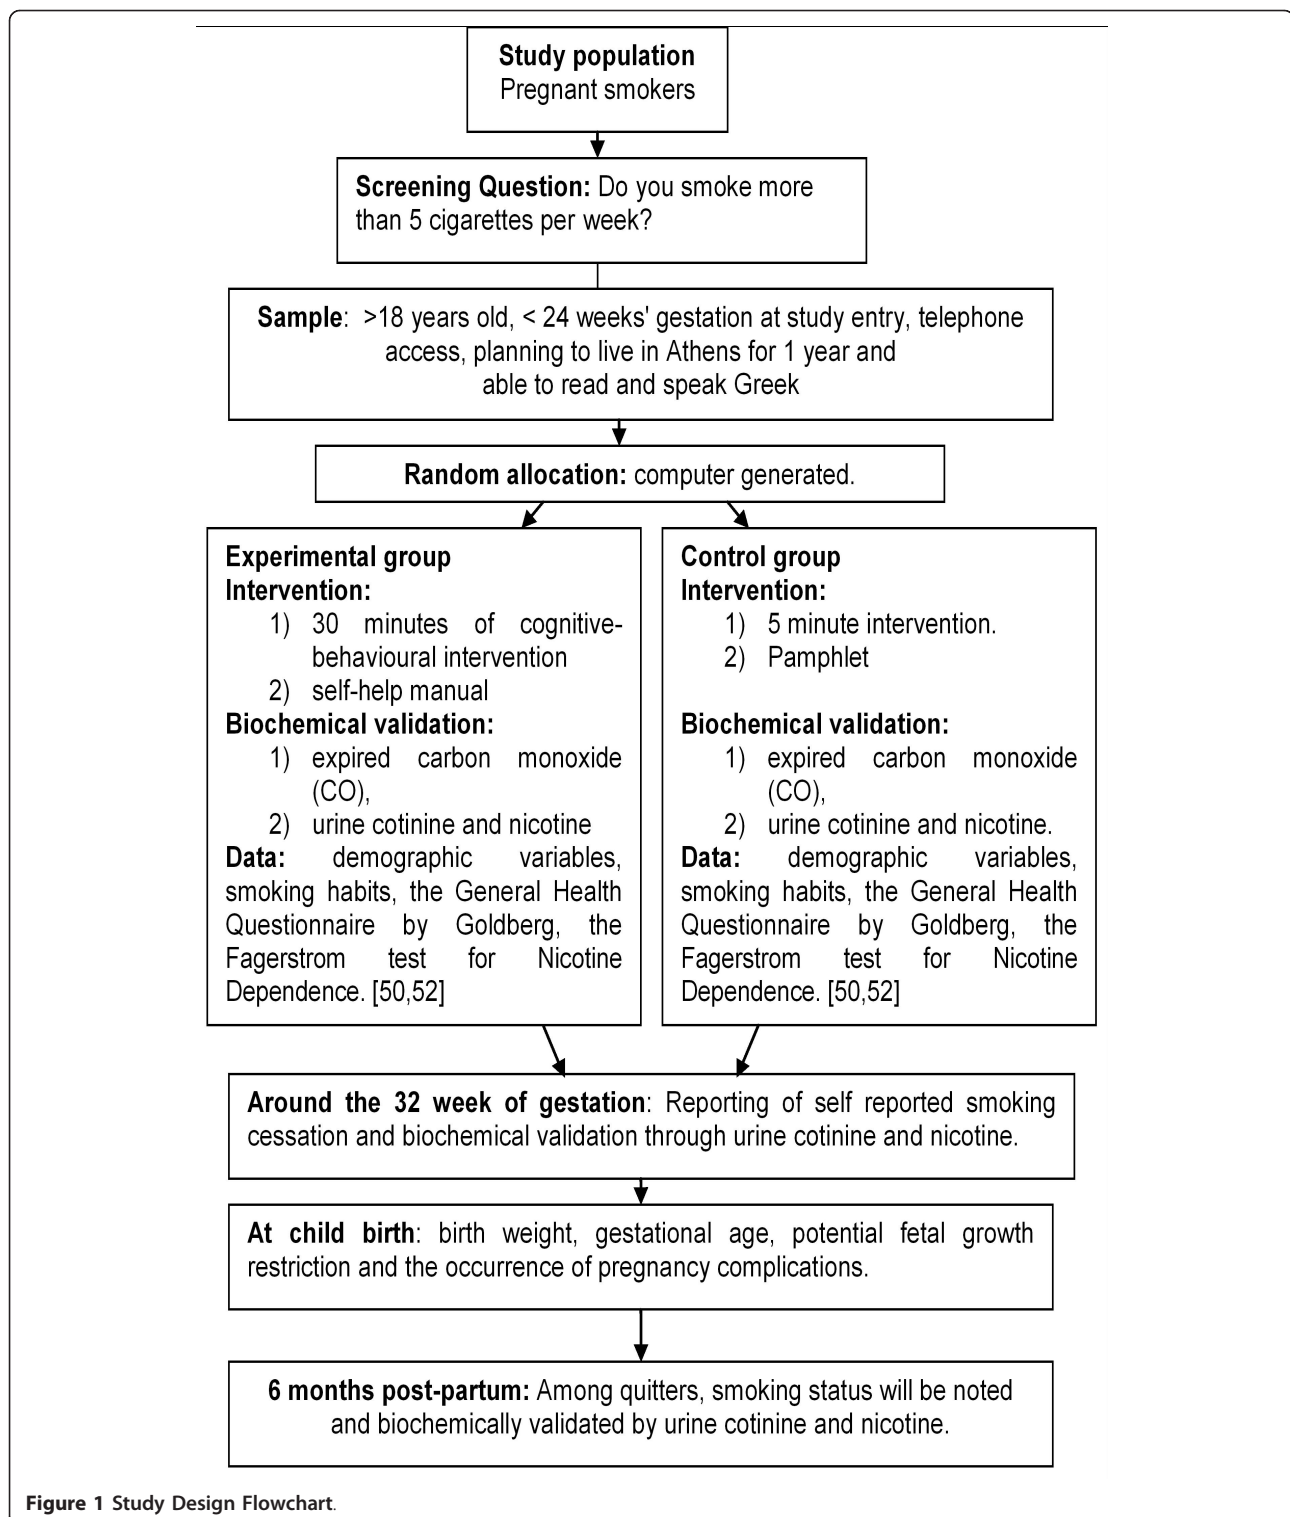 Study population
Pregnant smokers
Screening Question: Do you smoke more
than 5 cigarettes per week?
Sample: >18 years old, < 24 weeks' gestation at study entry, telephone
access, planning to live in Athens for 1 year and
able to read and speak Greek
Random allocation: computer generated.
Experimental group
Intervention:
1) 30 minutes of cognitive-
behavioural intervention
2) self-help manual
Biochemical validation:
1) expired carbon monoxide
(CO),
2) urine cotinine and nicotine
Data: demographic variables,
smoking habits, the General Health
Questionnaire by Goldberg, the
Fagerstrom test for Nicotine
Dependence. [50,52]
Control group
Intervention:
1) 5 minute intervention.
2) Pamphlet
Biochemical validation:
1) expired carbon monoxide
(CO),
2) urine cotinine and nicotine.
Data: demographic variables,
smoking habits, the General Health
Questionnaire by Goldberg, the
Fagerstrom test for Nicotine
Dependence. [50,52]
Around the 32 week of gestation: Reporting of self reported smoking
cessation and biochemical validation through urine cotinine and nicotine.
At child birth: birth weight, gestational age, potential fetal growth
restriction and the occurrence of pregnancy complications.
6 months post-partum: Among quitters, smoking status will be noted
and biochemically validated by urine cotinine and nicotine.
Figure 1 Study Design Flowchart.